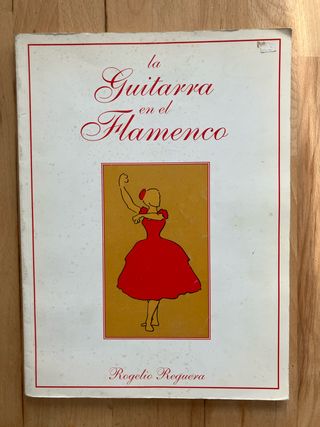 la
Guitarra
en el
Flamenco
Rogelio Reguera